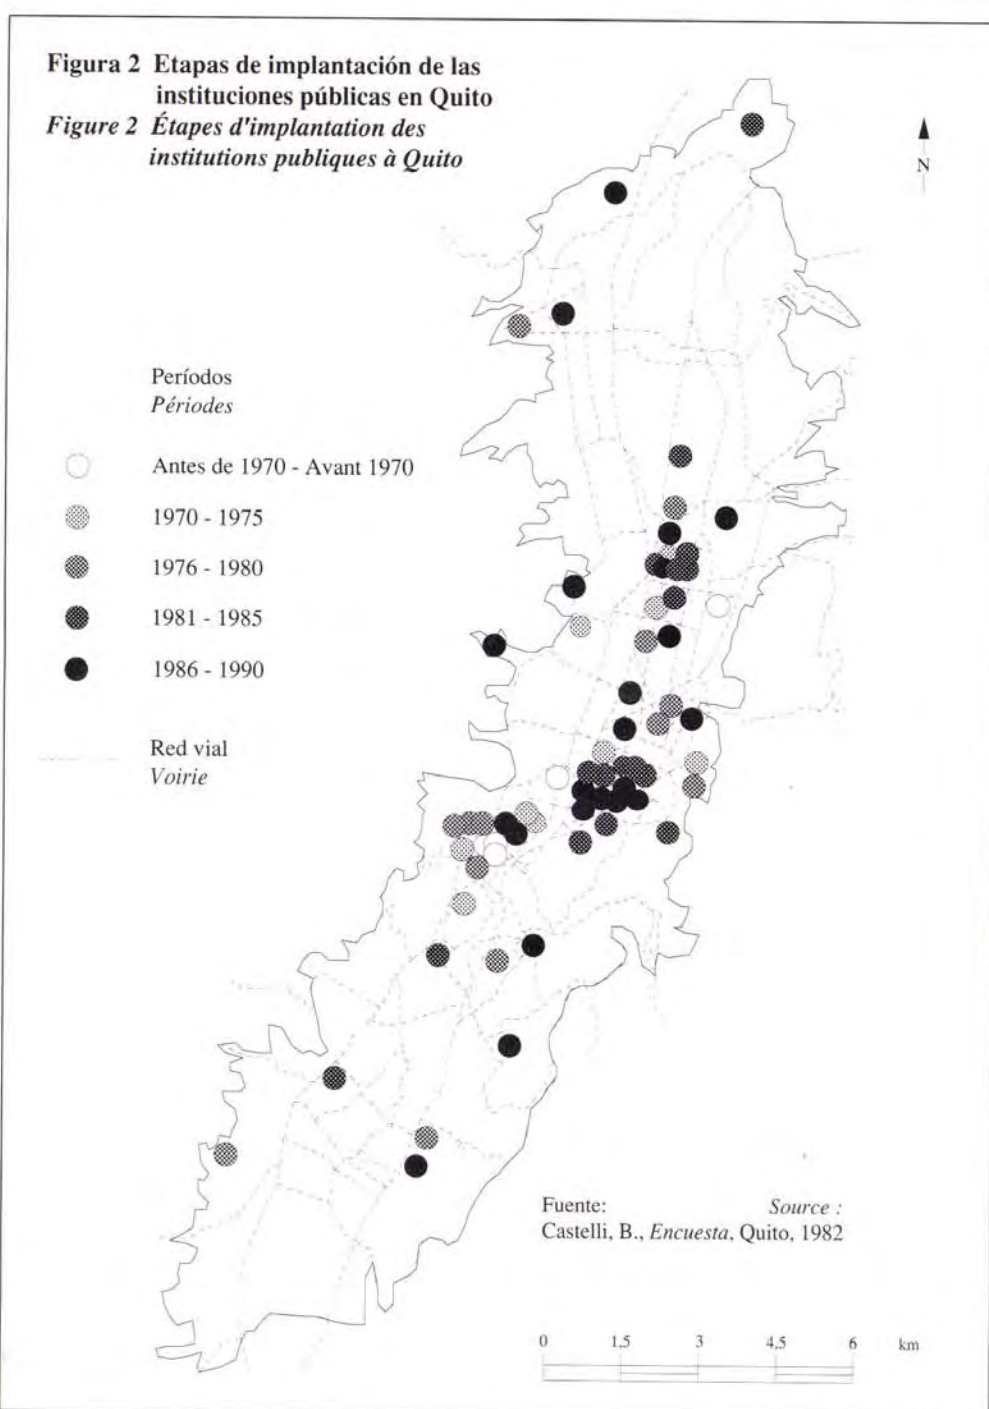 Figura 2 Etapas de implantación de las
instituciones públicas en Quito
Figure 2 Étapes d'implantation des
institutions publiques à Quito
N
Períodos
Périodes
Antes de 1970 - Avant 1970
1970 - 1975
1976 - 1980
1981 - 1985
1986 - 1990
Red vial
Voirie
Fuente: Source :
Castelli, B., Encuesta, Quito, 1982
0 1,5 3 4,5 6 km